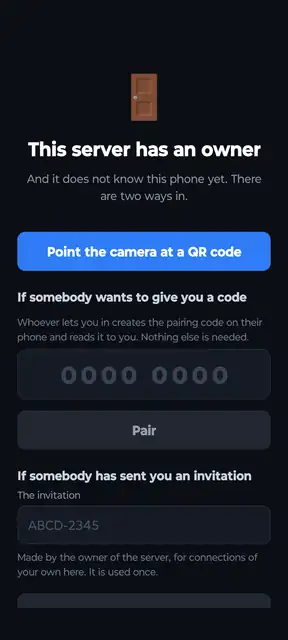 This server has an owner
And it does not know this phone yet. There
are two ways in.
Point the camera at a QR code
If somebody wants to give you a code
Whoever lets you in creates the pairing code on their
phone and reads it to you. Nothing else is needed.
0000 0000
Pair
If somebody has sent you an invitation
The invitation
ABCD-2345
Made by the owner of the server, for connections of
your own here. It is used once.